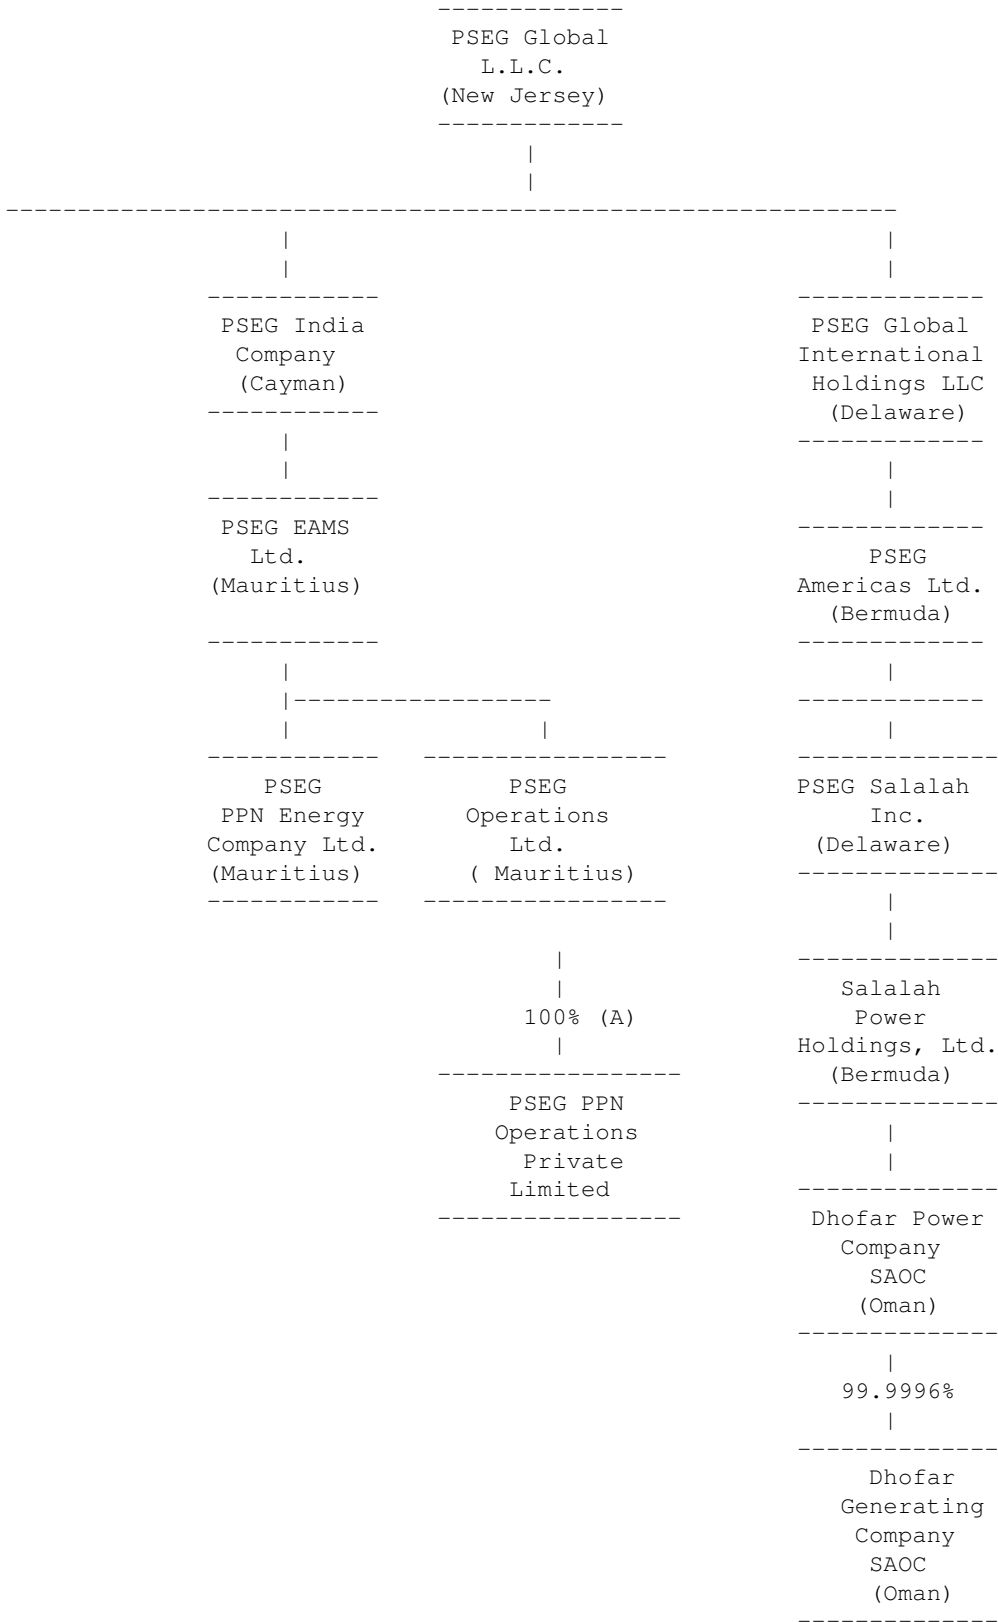 PSEG Global
L.L.C.
(New Jersey)
PSEG India
Company
(Cayman)
PSEG Global
International
Holdings LLC
(Delaware)
PSEG EAMS
Ltd.
(Mauritius)
PSEG
Americas Ltd.
(Bermuda)
PSEG
PPN Energy
Company Ltd.
(Mauritius)
PSEG
Operations
Ltd.
( Mauritius)
PSEG Salalah
Inc.
(Delaware)
100% (A)
PSEG PPN
Operations
Private
Limited
Salalah
Power
Holdings, Ltd.
(Bermuda)
Dhofar Power
Company
SAOC
(Oman)
99.9996%
Dhofar
Generating
Company
SAOC
(Oman)